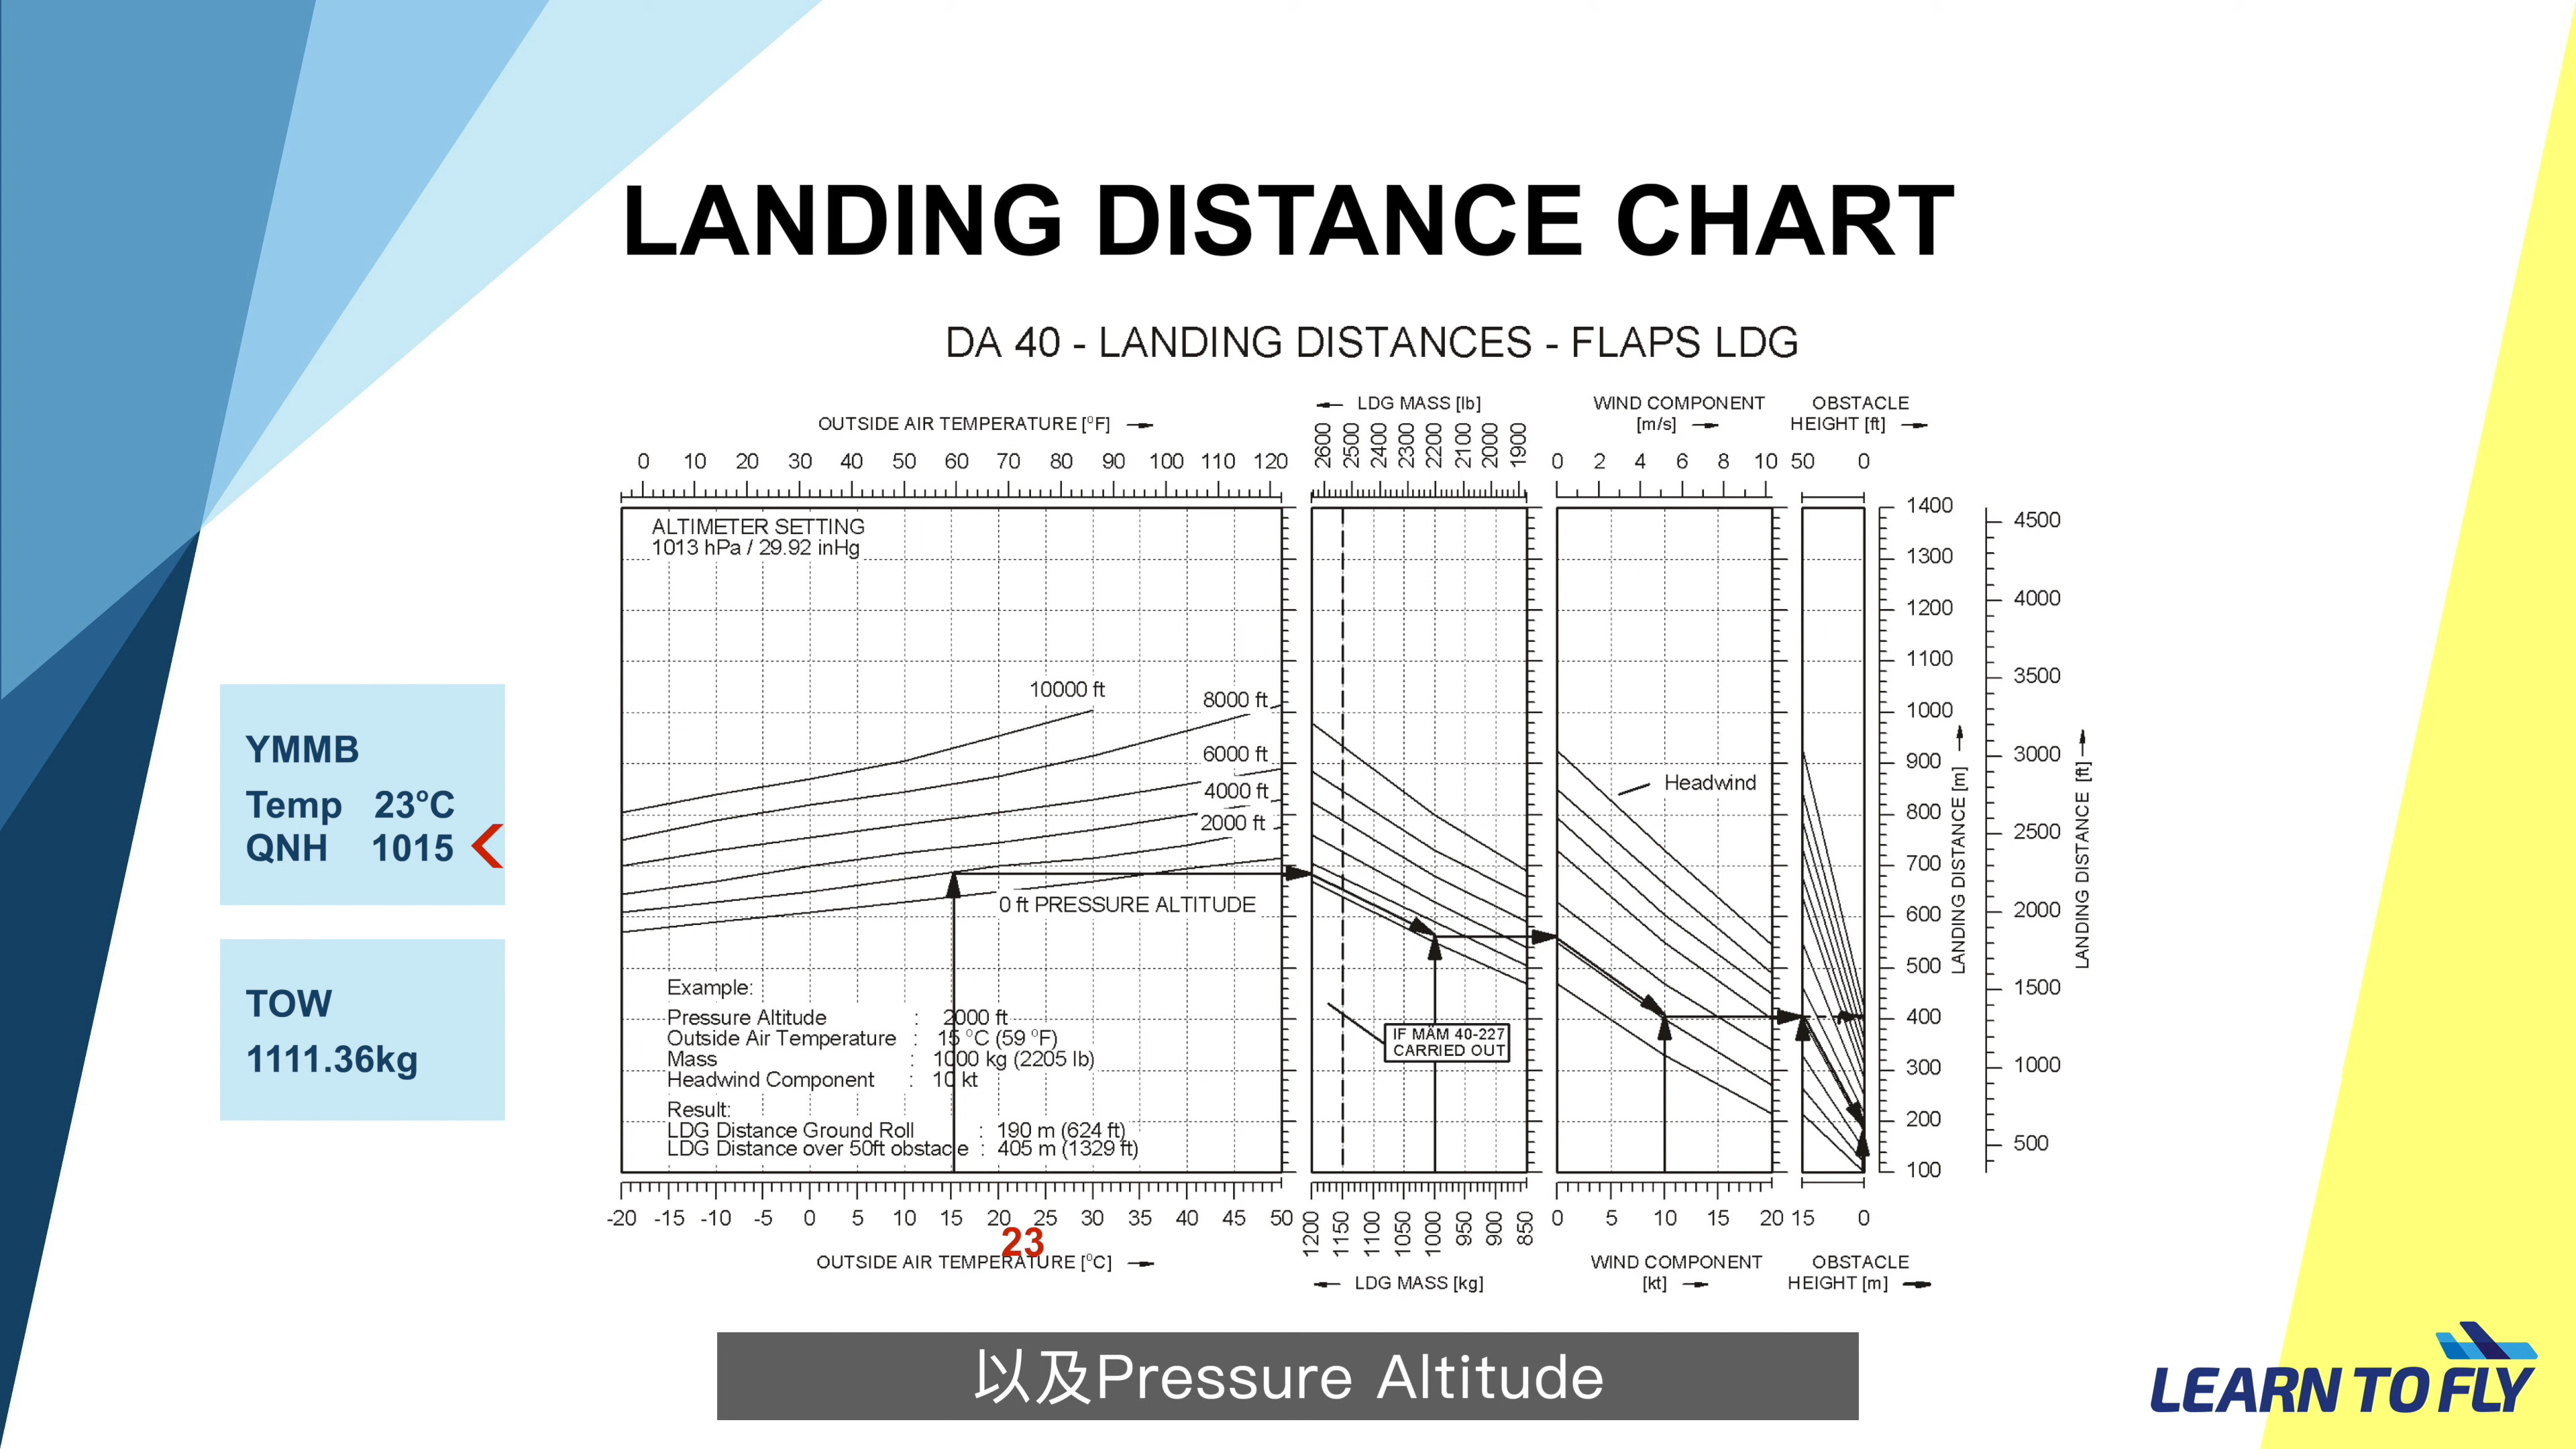 LANDING DISTANCE CHART
DA 40 - LANDING DISTANCES - FLAPS LDG
OUTSIDE AIR TEMPERATURE [°F]
LDG MASS [lb]
WIND COMPONENT
[m/s]
OBSTACLE
HEIGHT [ft]
0 10 20 30 40 50 60 70 80 90 100 110 120
2600 2500 2400 2300 2200 2100 2000 1900
0 2 4 6 8 10
50 0
ALTIMETER SETTING
1013 hPa / 29.92 inHg
10000 ft
8000 ft
6000 ft
4000 ft
2000 ft
0 ft PRESSURE ALTITUDE
Headwind
IF MÄM 40-227
CARRIED OUT
Example:
Pressure Altitude : 2000 ft
Outside Air Temperature : 15 °C (59 °F)
Mass : 1000 kg (2205 lb)
Headwind Component : 10 kt
Result:
LDG Distance Ground Roll : 190 m (624 ft)
LDG Distance over 50ft obstacle : 405 m (1329 ft)
1400
1300
1200
1100
1000
900
800
700
600
500
400
300
200
100
LANDING DISTANCE [m]
4500
4000
3500
3000
2500
2000
1500
1000
500
LANDING DISTANCE [ft]
-20 -15 -10 -5 0 5 10 15 20 25 30 35 40 45 50
23
OUTSIDE AIR TEMPERATURE [°C]
1200 1150 1100 1050 1000 950 900 850
LDG MASS [kg]
0 5 10 15 20
WIND COMPONENT
[kt]
15 0
OBSTACLE
HEIGHT [m]
YMMB
Temp 23°C
QNH 1015
TOW
1111.36kg
以及Pressure Altitude
LEARN TO FLY